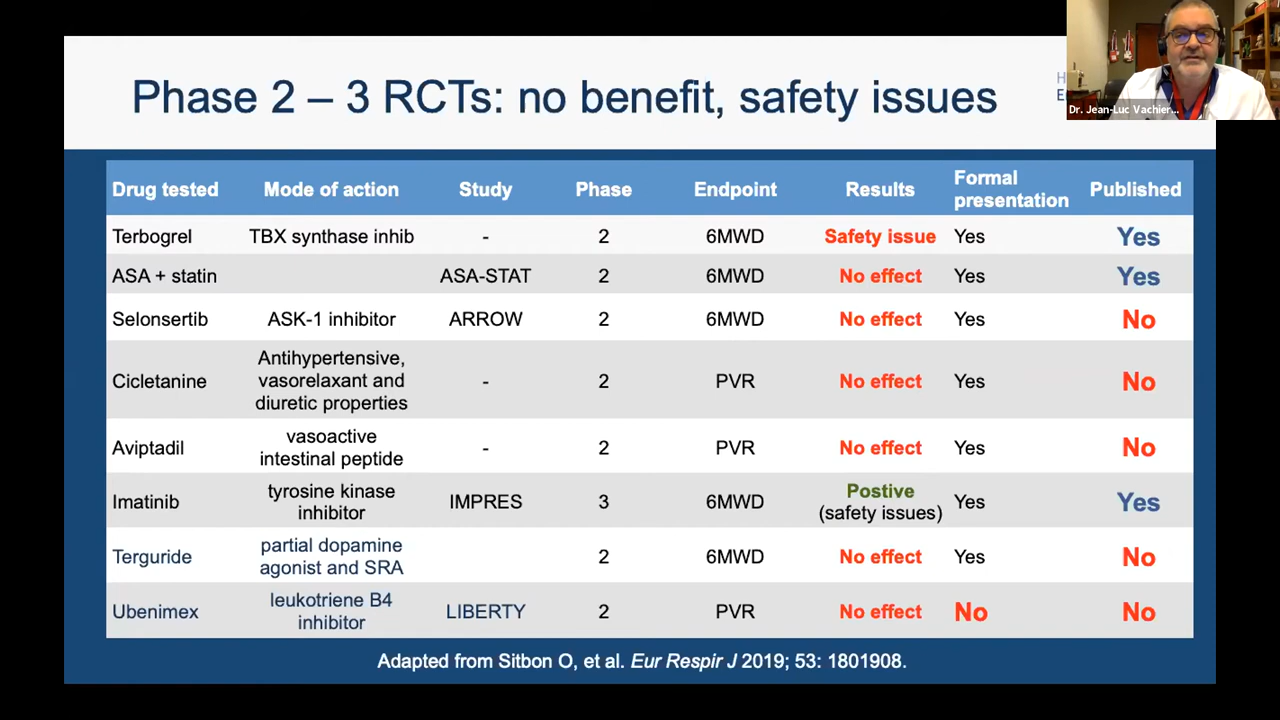 Phase 2 – 3 RCTs: no benefit, safety issues
H
E
Dr. Jean-Luc Vachier...
Drug tested Mode of action Study Phase Endpoint Results Formal presentation Published
Terbogrel TBX synthase inhib - 2 6MWD Safety issue Yes Yes
ASA + statin ASA-STAT 2 6MWD No effect Yes Yes
Selonsertib ASK-1 inhibitor ARROW 2 6MWD No effect Yes No
Cicletanine Antihypertensive, vasorelaxant and diuretic properties - 2 PVR No effect Yes No
Aviptadil vasoactive intestinal peptide - 2 PVR No effect Yes No
Imatinib tyrosine kinase inhibitor IMPRES 3 6MWD Postive (safety issues) Yes Yes
Terguride partial dopamine agonist and SRA 2 6MWD No effect Yes No
Ubenimex leukotriene B4 inhibitor LIBERTY 2 PVR No effect No No
Adapted from Sitbon O, et al. Eur Respir J 2019; 53: 1801908.